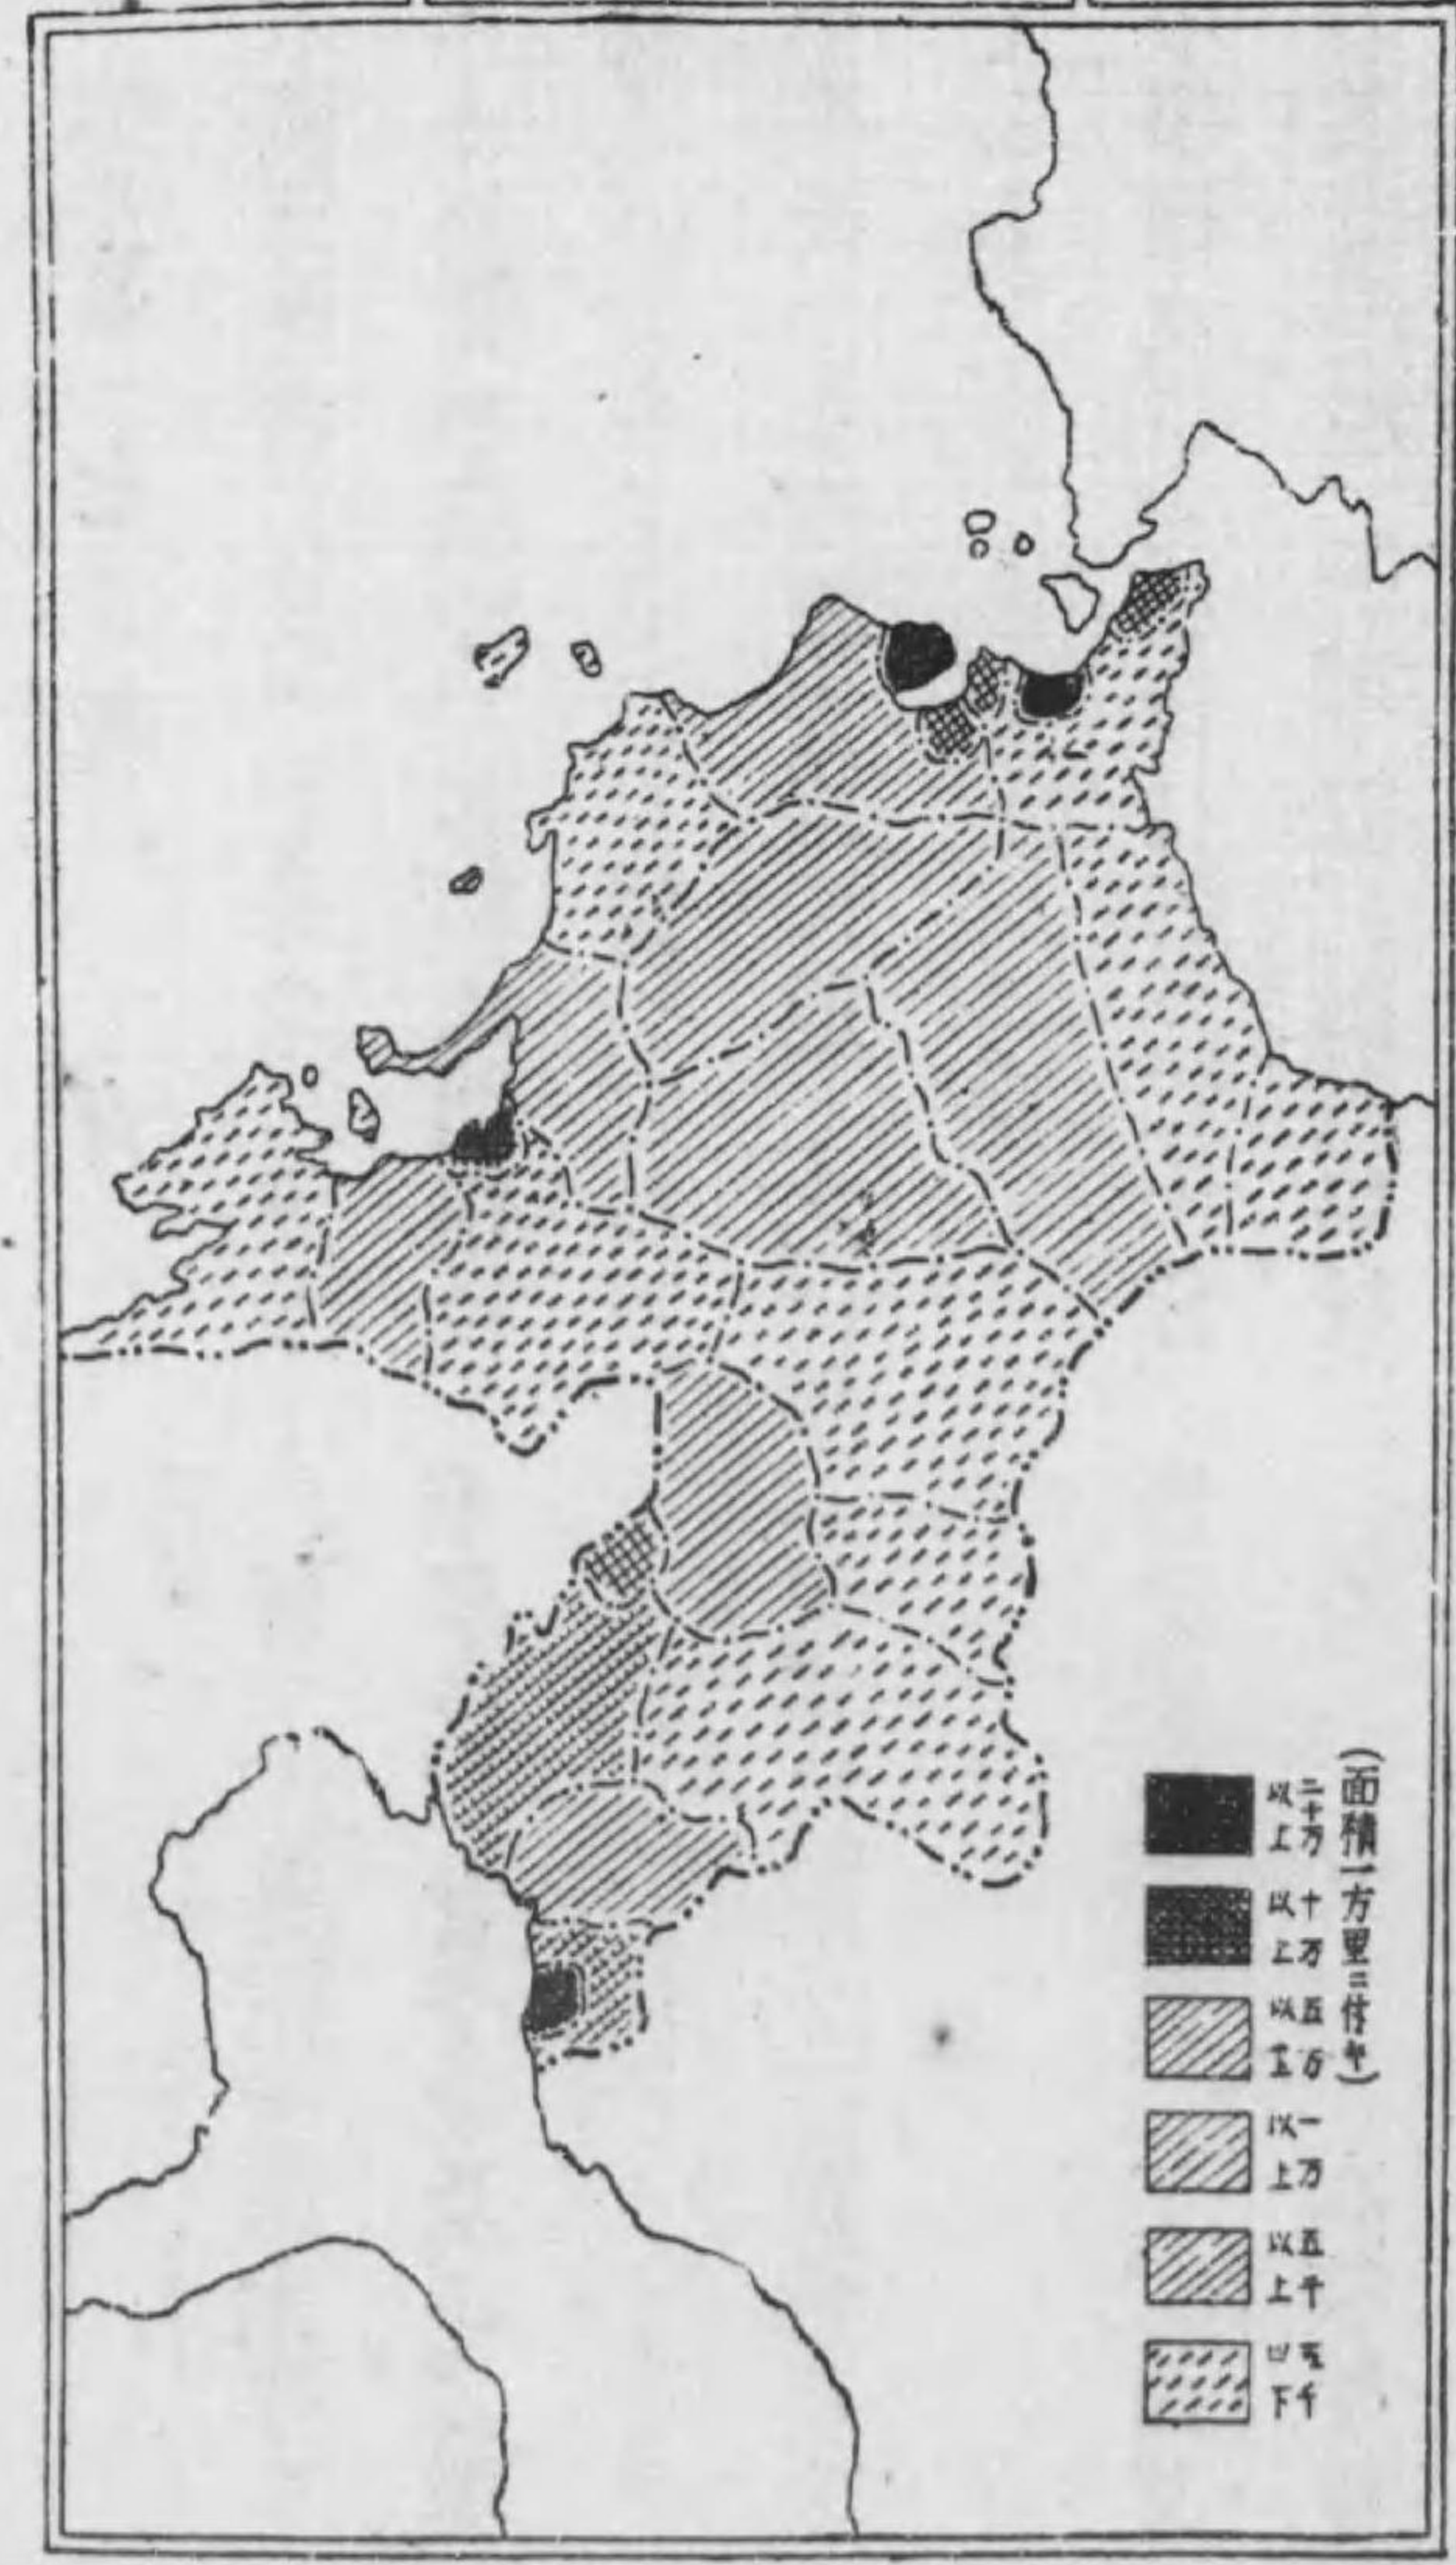 (面積一方里ニ付キ)
二十万以上
十万以上
五万以上
一万以上
五千以上
五千以下